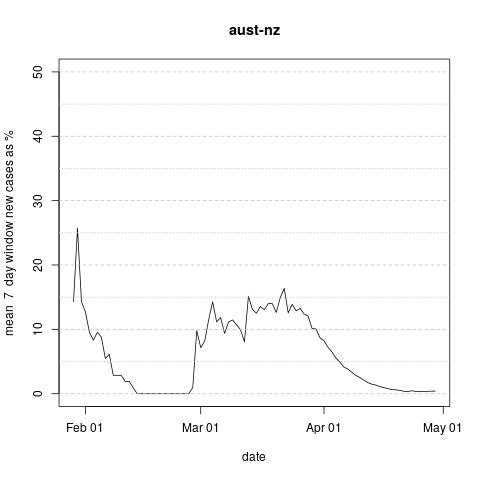 aust-nz
mean 7 day window new cases as %
50
40
30
20
10
0
Feb 01
Mar 01
Apr 01
May 01
date